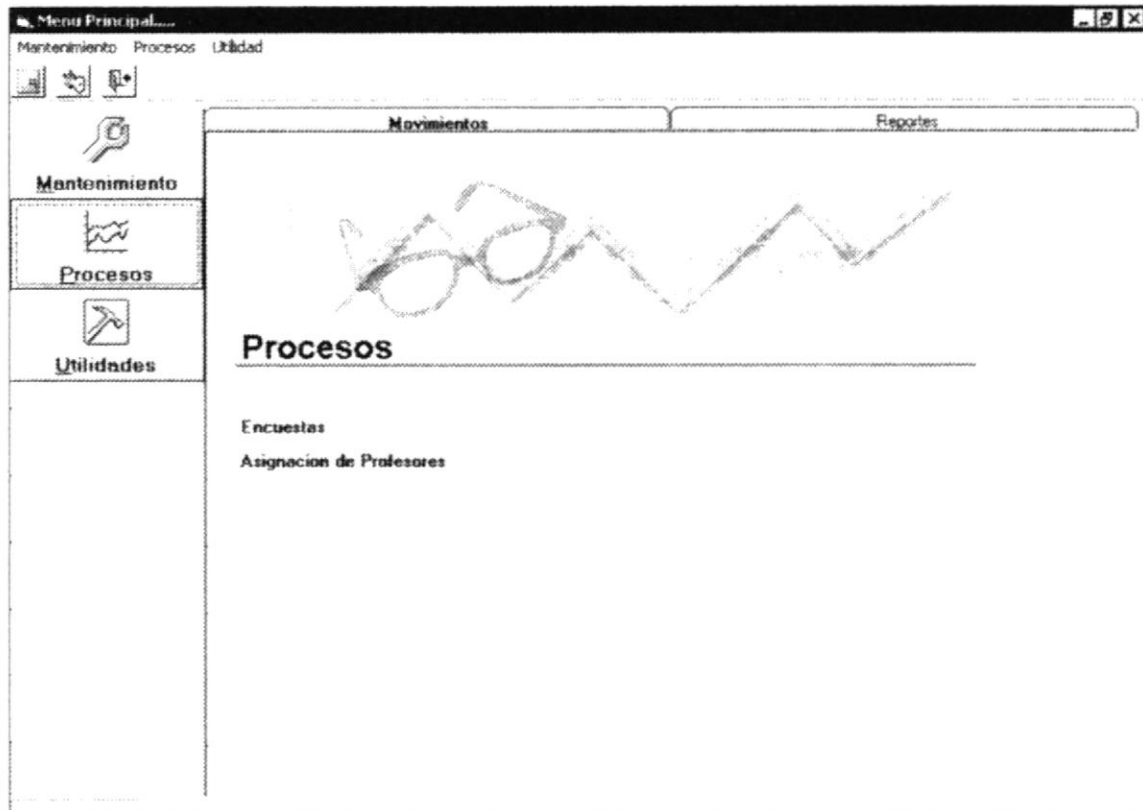 Menu Principal.....
Mantenimiento Procesos Utilidad
Movimientos Reportes
Mantenimiento
Procesos
Utilidades
Procesos
Encuestas
Asignacion de Profesores